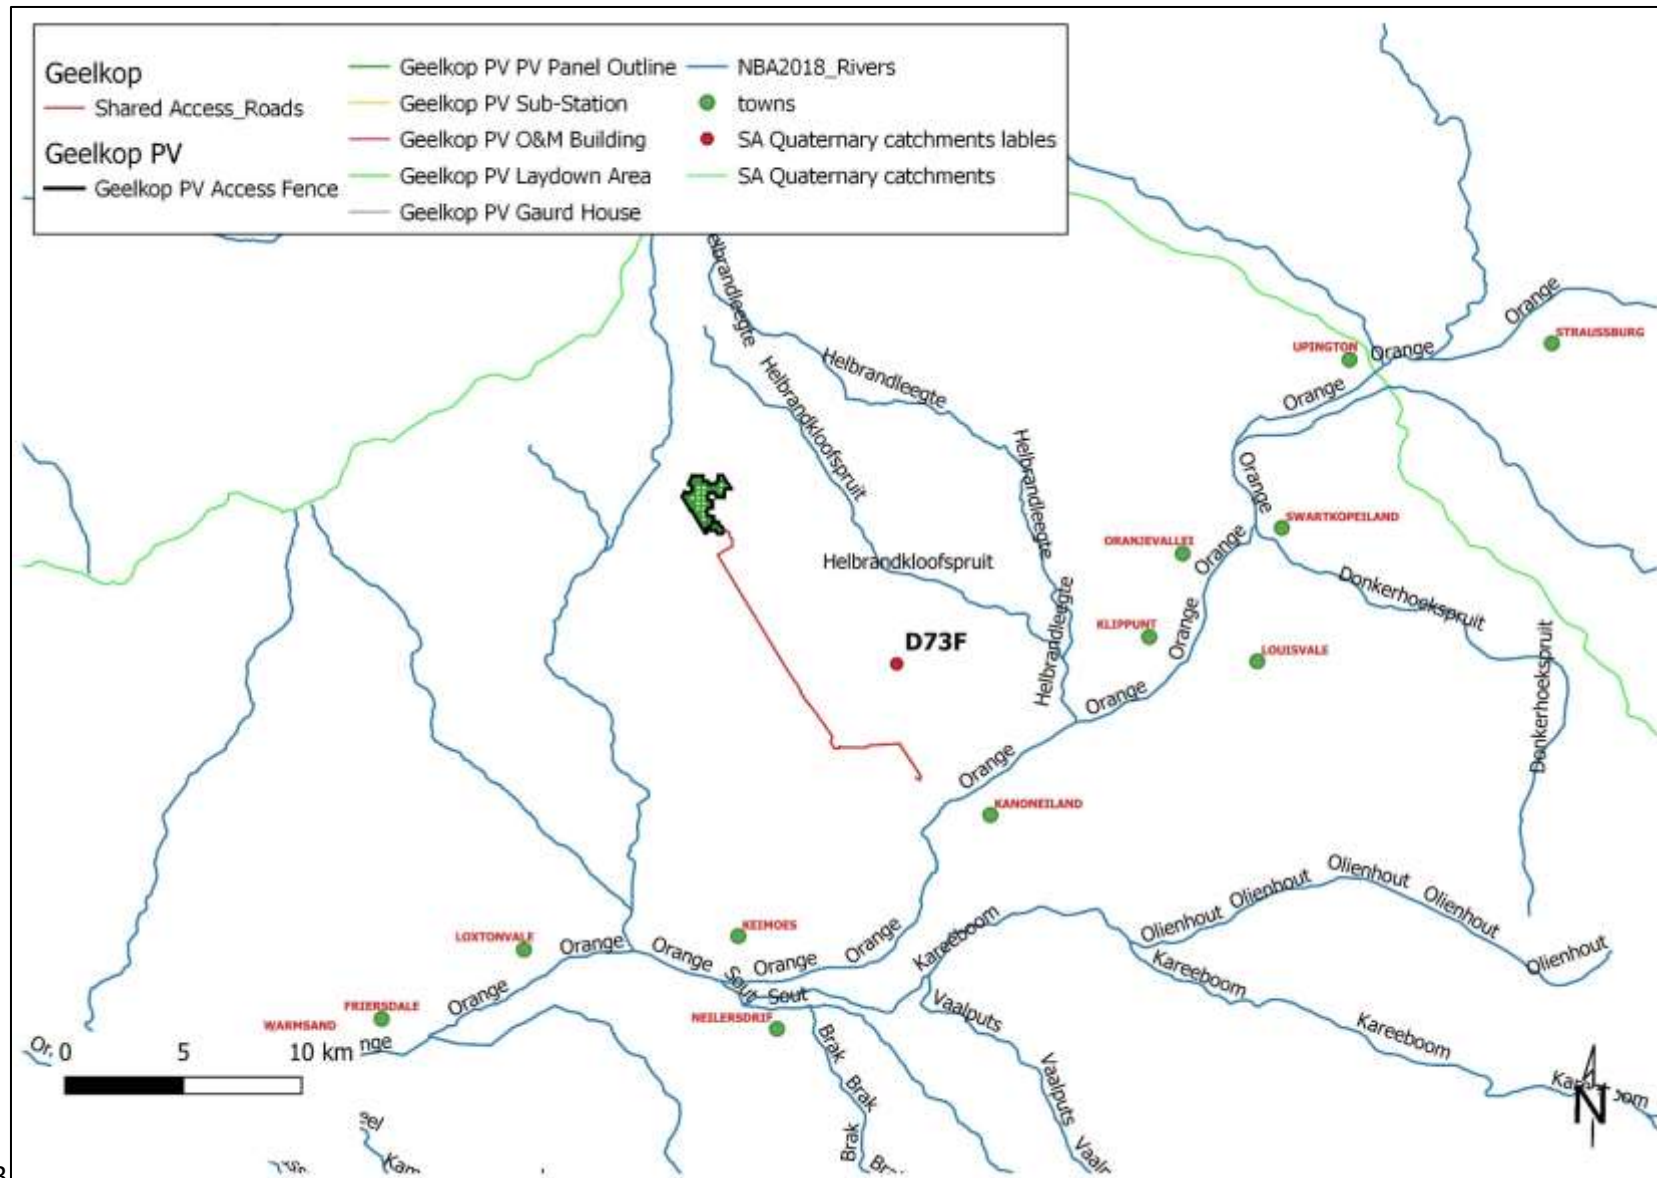 Geelkop
Shared Access_Roads
Geelkop PV
Geelkop PV Access Fence
Geelkop PV PV Panel Outline
Geelkop PV Sub-Station
Geelkop PV O&M Building
Geelkop PV Laydown Area
Geelkop PV Gaurd House
NBA2018_Rivers
towns
SA Quaternary catchments lables
SA Quaternary catchments
elbrandleegte
Helbrandleegte
Helbrandkloofspruit
Helbrandleegte
Helbrandkloofspruit
Helbrandleegte
Helbrandleegte
Orange
STRAUSSBURG
UPINGTON
Orange
Orange
Orange
SWARTKOPEILAND
ORANJEVALLEI
Orange
Donkerhoekspruit
KLIPPUNT
Orange
LOUISVALE
Donkerhoekspruit
D73F
Orange
Orange
KANONEILAND
Olienhout
Olienhout
Olienhout
Olienhout
Olienhout
Kareeboom
Kareeboom
Kareeboom
LOXTONVALE
Orange
Orange
KEIMOES
Orange
Orange
Sout
Sout
Vaalputs
Vaalputs
NEILERSDRIF
Orange
FRIERSDALE
WARMSAND
nge
Or.
0 5 10 km
Brak
Brak
Brak
N